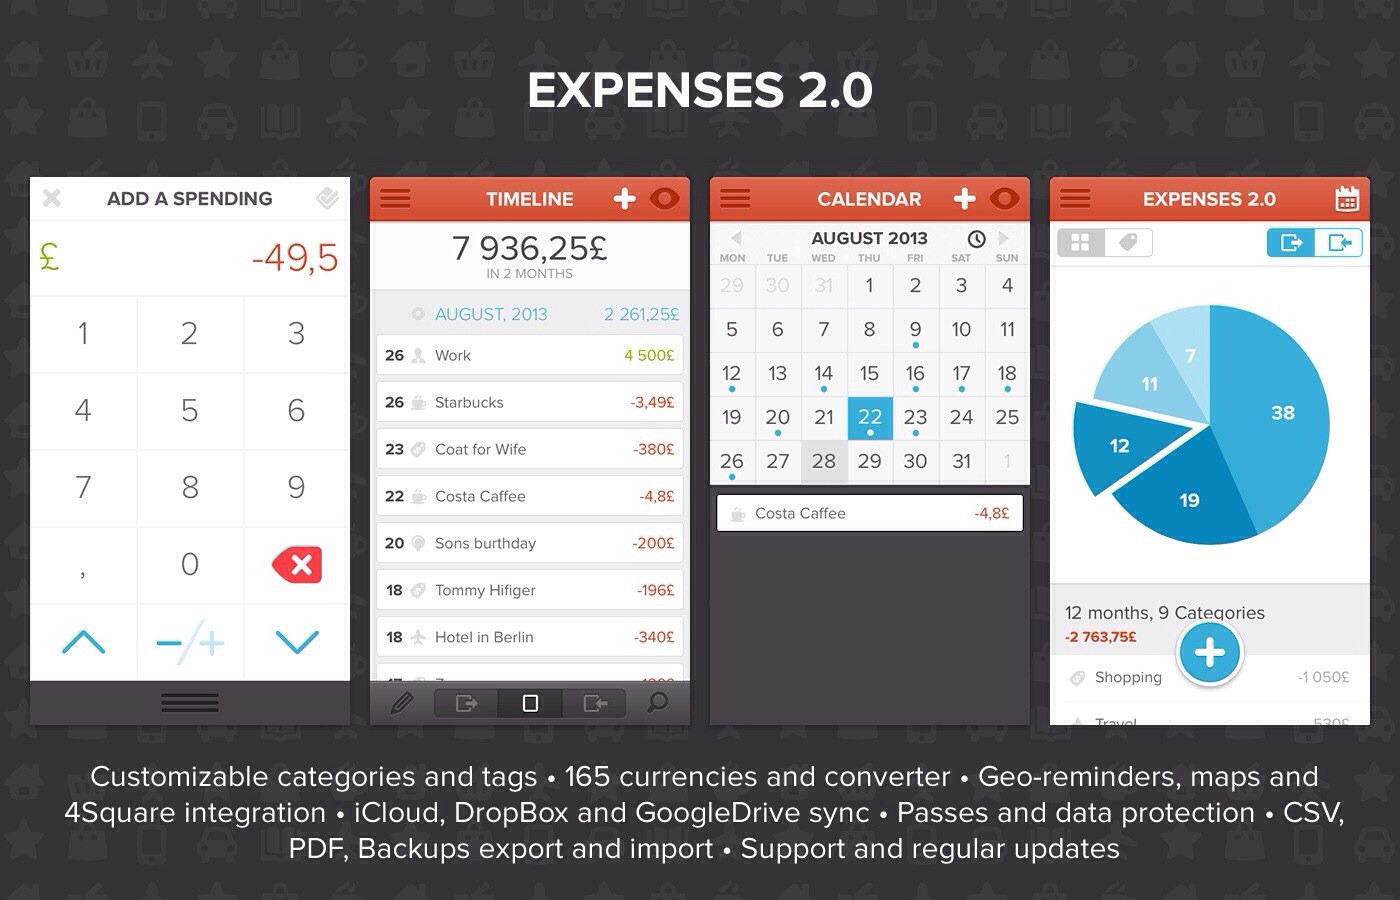 EXPENSES 2.0
ADD A SPENDING
£ -49,5
1 2 3
4 5 6
7 8 9
, 0
−/+
TIMELINE
7 936,25£
IN 2 MONTHS
AUGUST, 2013 2 261,25£
26 Work 4 500£
26 Starbucks -3,49£
23 Coat for Wife -380£
22 Costa Caffee -4,8£
20 Sons burthday -200£
18 Tommy Hifiger -196£
18 Hotel in Berlin -340£
CALENDAR
AUGUST 2013
MON TUE WED THU FRI SAT SUN
29 30 31 1 2 3 4
5 6 7 8 9 10 11
12 13 14 15 16 17 18
19 20 21 22 23 24 25
26 27 28 29 30 31 1
Costa Caffee -4,8£
EXPENSES 2.0
7
11
38
12
19
12 months, 9 Categories
-2 763,75£
Shopping -1 050£
Travel 530£
Customizable categories and tags • 165 currencies and converter • Geo-reminders, maps and
4Square integration • iCloud, DropBox and GoogleDrive sync • Passes and data protection • CSV,
PDF, Backups export and import • Support and regular updates